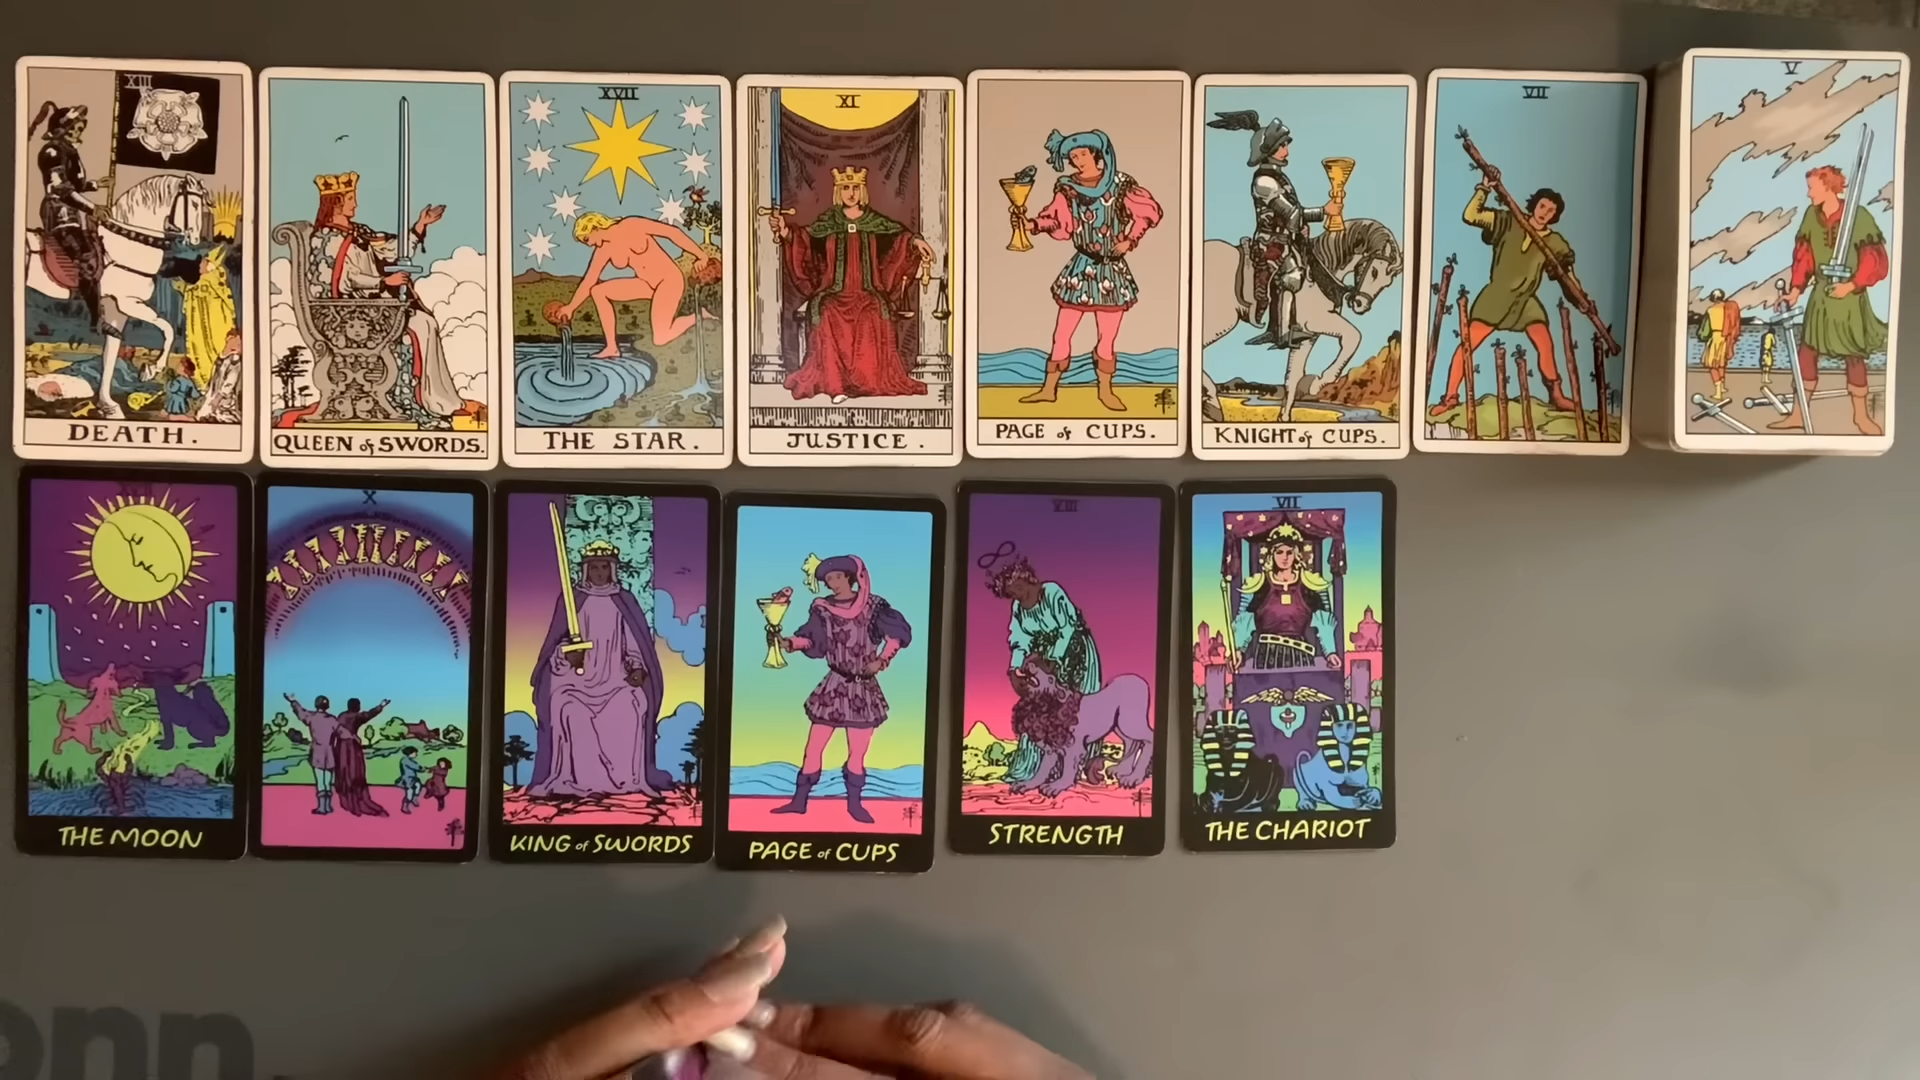 XIII
DEATH.
QUEEN of SWORDS.
XVII
THE STAR.
XI
JUSTICE.
PAGE of CUPS.
KNIGHT of CUPS.
VII
V
THE MOON
X
KING of SWORDS
PAGE of CUPS
VIII
STRENGTH
VII
THE CHARIOT